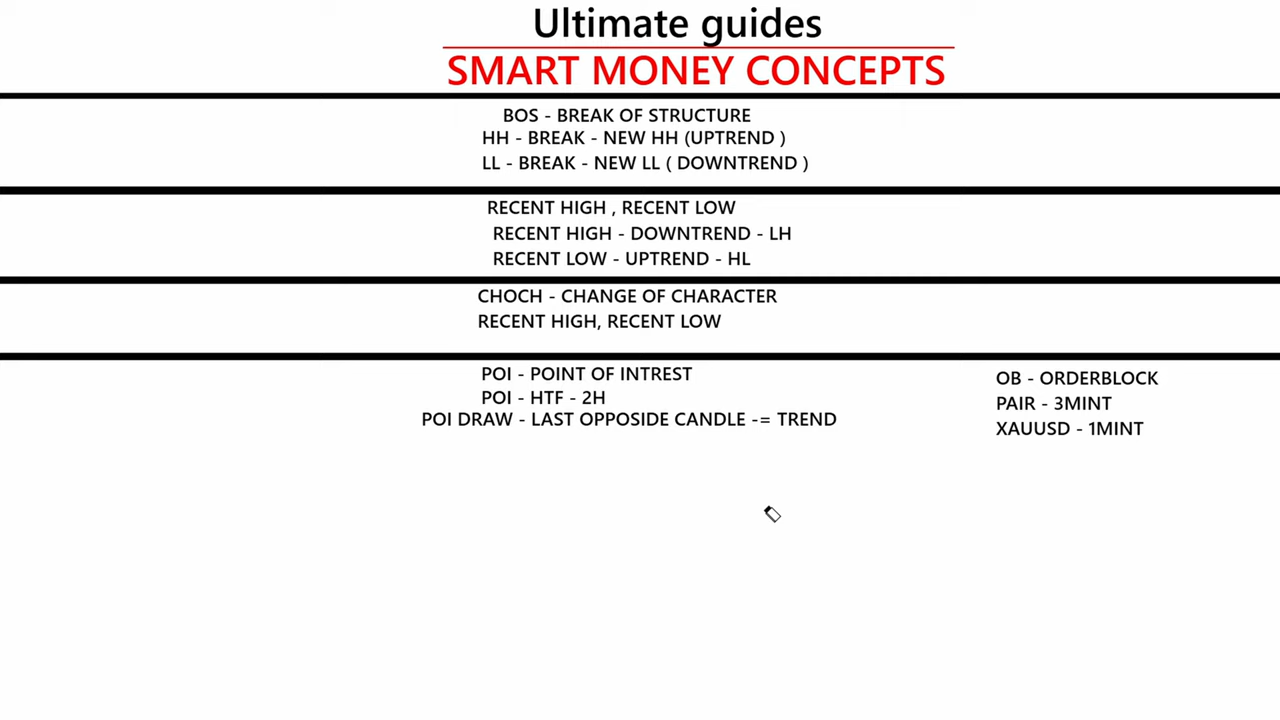 Ultimate guides
SMART MONEY CONCEPTS
BOS - BREAK OF STRUCTURE
HH - BREAK - NEW HH (UPTREND )
LL - BREAK - NEW LL ( DOWNTREND )
RECENT HIGH , RECENT LOW
RECENT HIGH - DOWNTREND - LH
RECENT LOW - UPTREND - HL
CHOCH - CHANGE OF CHARACTER
RECENT HIGH, RECENT LOW
POI - POINT OF INTREST
POI - HTF - 2H
POI DRAW - LAST OPPOSIDE CANDLE -= TREND
OB - ORDERBLOCK
PAIR - 3MINT
XAUUSD - 1MINT